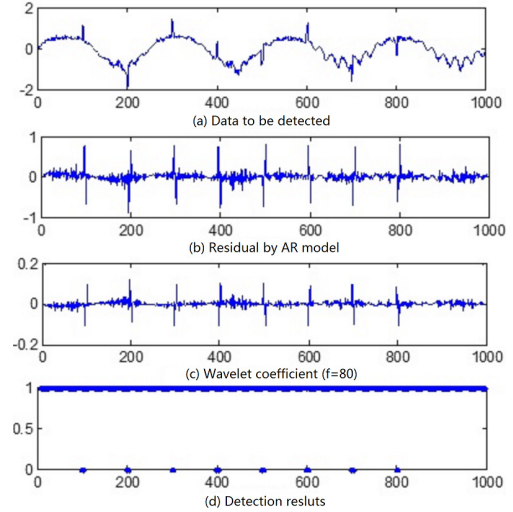 2
0
-2
0 200 400 600 800 1000
(a) Data to be detected
1
0
-1
0 200 400 600 800 1000
(b) Residual by AR model
0.2
0
-0.2
0 200 400 600 800 1000
(c) Wavelet coefficient (f=80)
1
0.5
0
0 200 400 600 800 1000
(d) Detection resluts